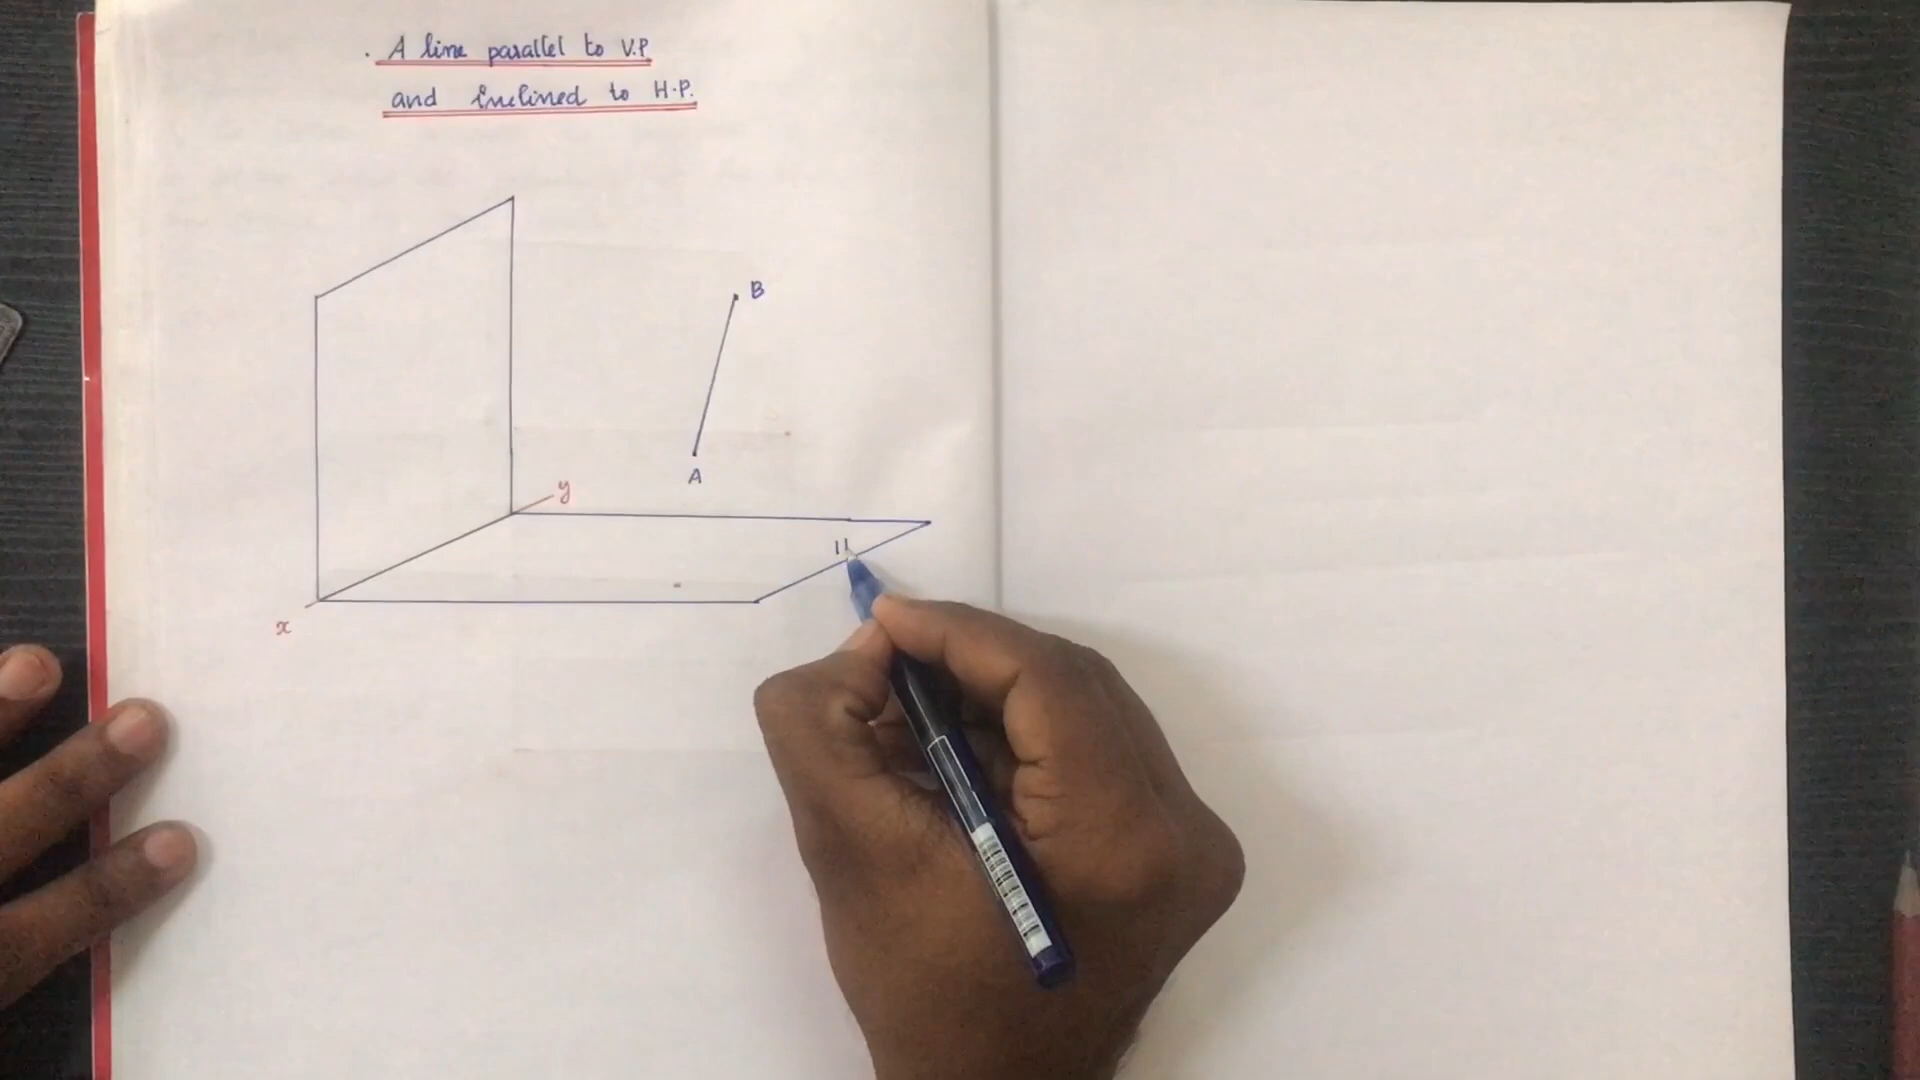 A line parallel to V.P
and inclined to H.P.
B
A
y
x